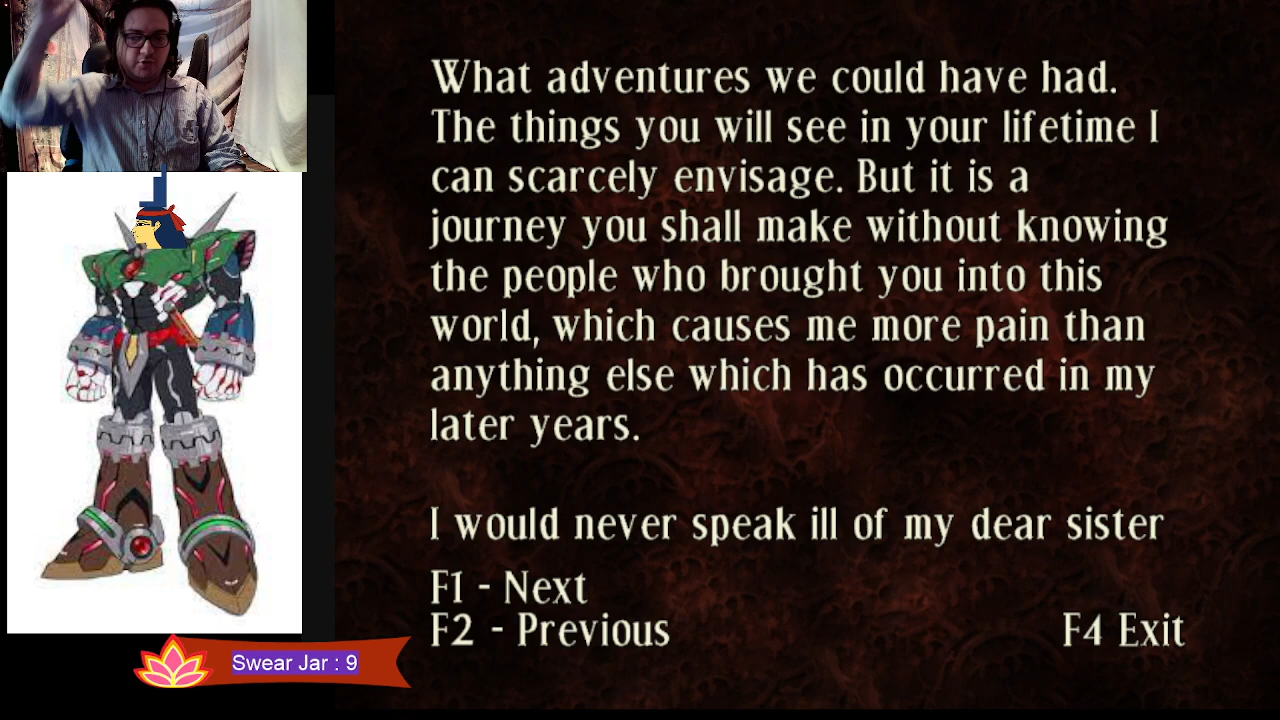 What adventures we could have had.
The things you will see in your lifetime I
can scarcely envisage. But it is a
journey you shall make without knowing
the people who brought you into this
world, which causes me more pain than
anything else which has occurred in my
later years.
I would never speak ill of my dear sister
F1 - Next
F2 - Previous
F4 Exit
Swear Jar : 9